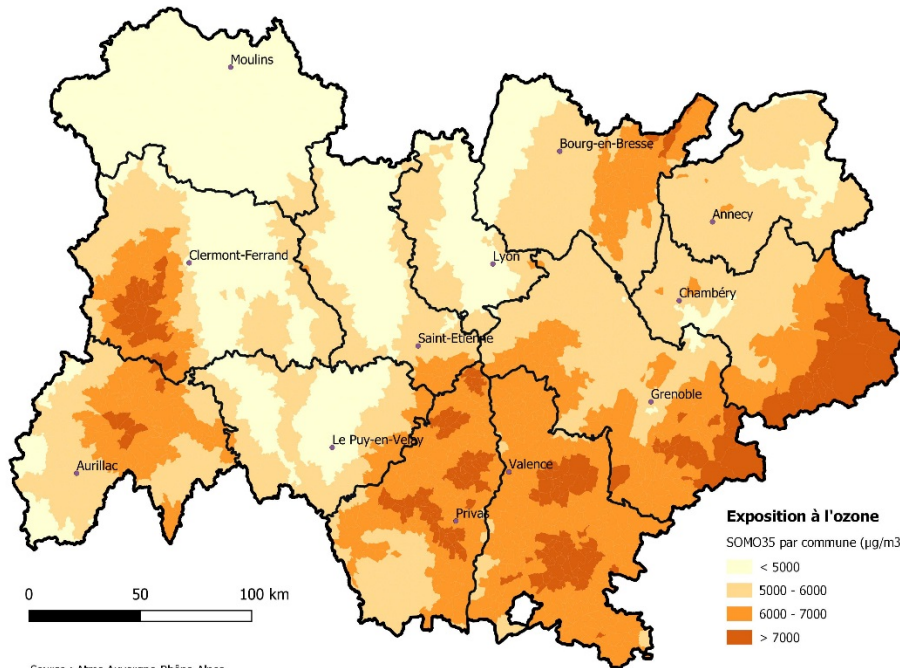 Moulins
Bourg-en-Bresse
Annecy
Clermont-Ferrand
Lyon
Chambéry
Saint-Etienne
Grenoble
Le Puy-en-Velay
Aurillac
Valence
Privas
Exposition à l'ozone
SOMO35 par commune (µg/m3
< 5000
5000 - 6000
6000 - 7000
> 7000
0 50 100 km